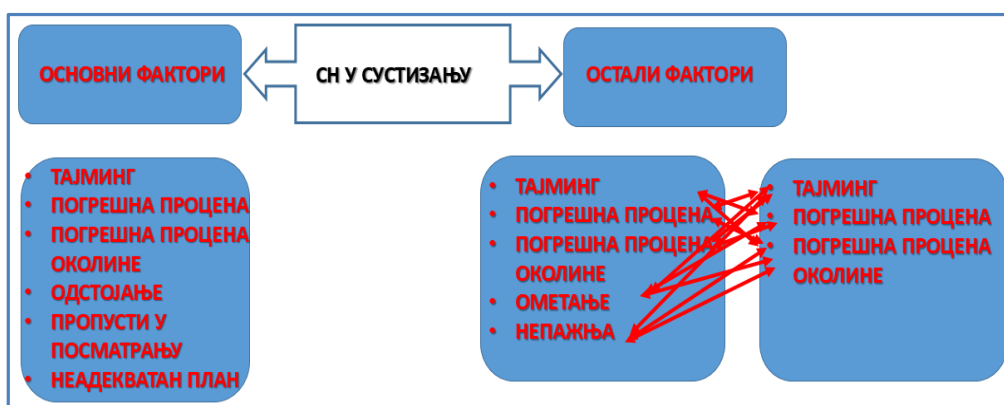 ОСНОВНИ ФАКТОРИ
СН У СУСТИЗАЊУ
ОСТАЛИ ФАКТОРИ
• ТАЈМИНГ
• ПОГРЕШНА ПРОЦЕНА
• ПОГРЕШНА ПРОЦЕНА
ОКОЛИНЕ
• ОДСТОЈАЊЕ
• ПРОПУСТИ У
ПОСМАТРАЊУ
• НЕАДЕКВАТАН ПЛАН
• ТАЈМИНГ
• ПОГРЕШНА ПРОЦЕНА
• ПОГРЕШНА ПРОЦЕНА
ОКОЛИНЕ
• ОМЕТАЊЕ
• НЕПАЖЊА
• ТАЈМИНГ
• ПОГРЕШНА ПРОЦЕНА
• ПОГРЕШНА ПРОЦЕНА
ОКОЛИНЕ